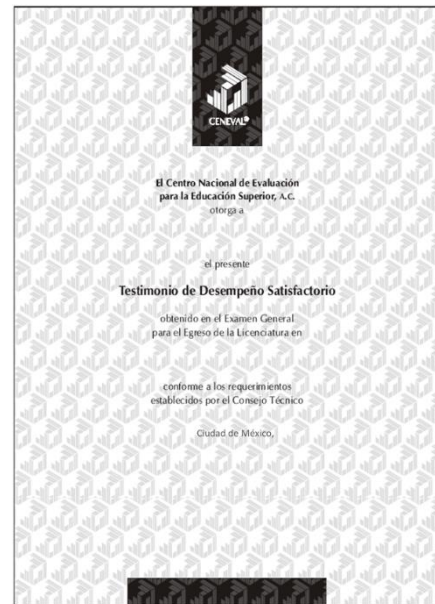 CENEVAL®
El Centro Nacional de Evaluación
para la Educación Superior, A.C.
otorga a
el presente
Testimonio de Desempeño Satisfactorio
obtenido en el Examen General
para el Egreso de la Licenciatura en
conforme a los requerimientos
establecidos por el Consejo Técnico
Ciudad de México,